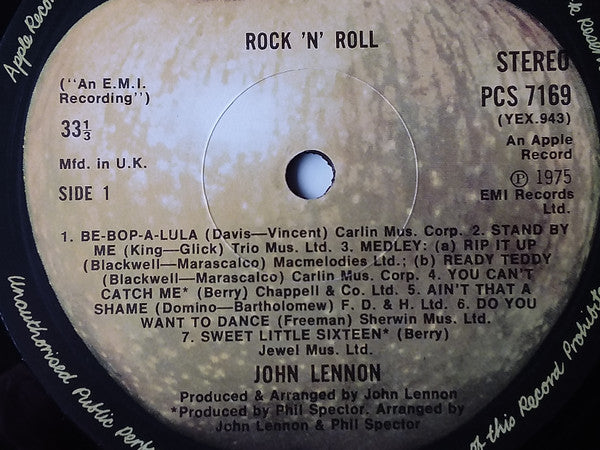 Apple Reco
ROCK 'N' ROLL
("An E.M.I.
Recording")
33⅓
Mfd. in U.K.
SIDE 1
STEREO
PCS 7169
(YEX.943)
An Apple
Record
Ⓟ 1975
EMI Records
Ltd.
1. BE-BOP-A-LULA (Davis—Vincent) Carlin Mus. Corp. 2. STAND BY
ME (King—Glick) Trio Mus. Ltd. 3. MEDLEY: (a) RIP IT UP
(Blackwell—Marascalco) Macmelodies Ltd.; (b) READY TEDDY
(Blackwell—Marascalco) Carlin Mus. Corp. 4. YOU CAN'T
CATCH ME* (Berry) Chappell & Co. Ltd. 5. AIN'T THAT A
SHAME (Domino—Bartholomew) F. D. & H. Ltd. 6. DO YOU
WANT TO DANCE (Freeman) Sherwin Mus. Ltd.
7. SWEET LITTLE SIXTEEN* (Berry)
Jewel Mus. Ltd.
JOHN LENNON
Produced & Arranged by John Lennon
*Produced by Phil Spector. Arranged by
John Lennon & Phil Spector
Unauthorised Public Perf
of this Record Prohibite
k Reserv